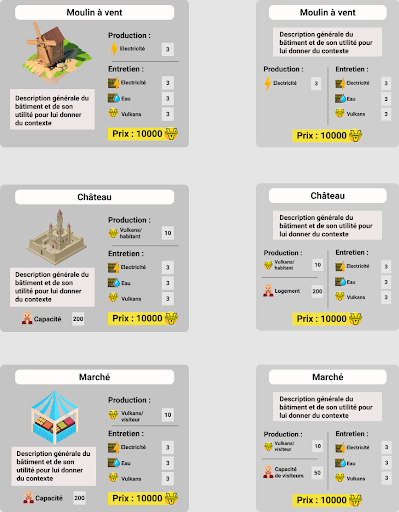 Moulin à vent
Production :
Electricité 3
Entretien :
Electricité 3
Eau 3
Vulkans 3
Description générale du
bâtiment et de son
utilité pour lui donner
du contexte
Prix : 10000
Moulin à vent
Description générale du
bâtiment et de son utilité pour
lui donner du contexte
Production :
Electricité 3
Entretien :
Electricité 3
Eau 3
Vulkans 3
Prix : 10000
Château
Production :
Vulkans/
habitant 10
Entretien :
Electricité 3
Eau 3
Vulkans 3
Description générale du
bâtiment et de son
utilité pour lui donner
du contexte
Capacité 200
Prix : 10000
Château
Description générale du
bâtiment et de son utilité pour
lui donner du contexte
Production :
Vulkans/
habitant 10
Logement 200
Entretien :
Electricité 3
Eau 3
Vulkans 3
Prix : 10000
Marché
Production :
Vulkans/
visiteur 10
Entretien :
Electricité 3
Eau 3
Vulkans 3
Description générale du
bâtiment et de son
utilité pour lui donner
du contexte
Capacité 200
Prix : 10000
Marché
Description générale du
bâtiment et de son utilité pour
lui donner du contexte
Production :
Vulkans/
visiteur 10
Capacité
de visiteurs 50
Entretien :
Electricité 3
Eau 3
Vulkans 3
Prix : 10000